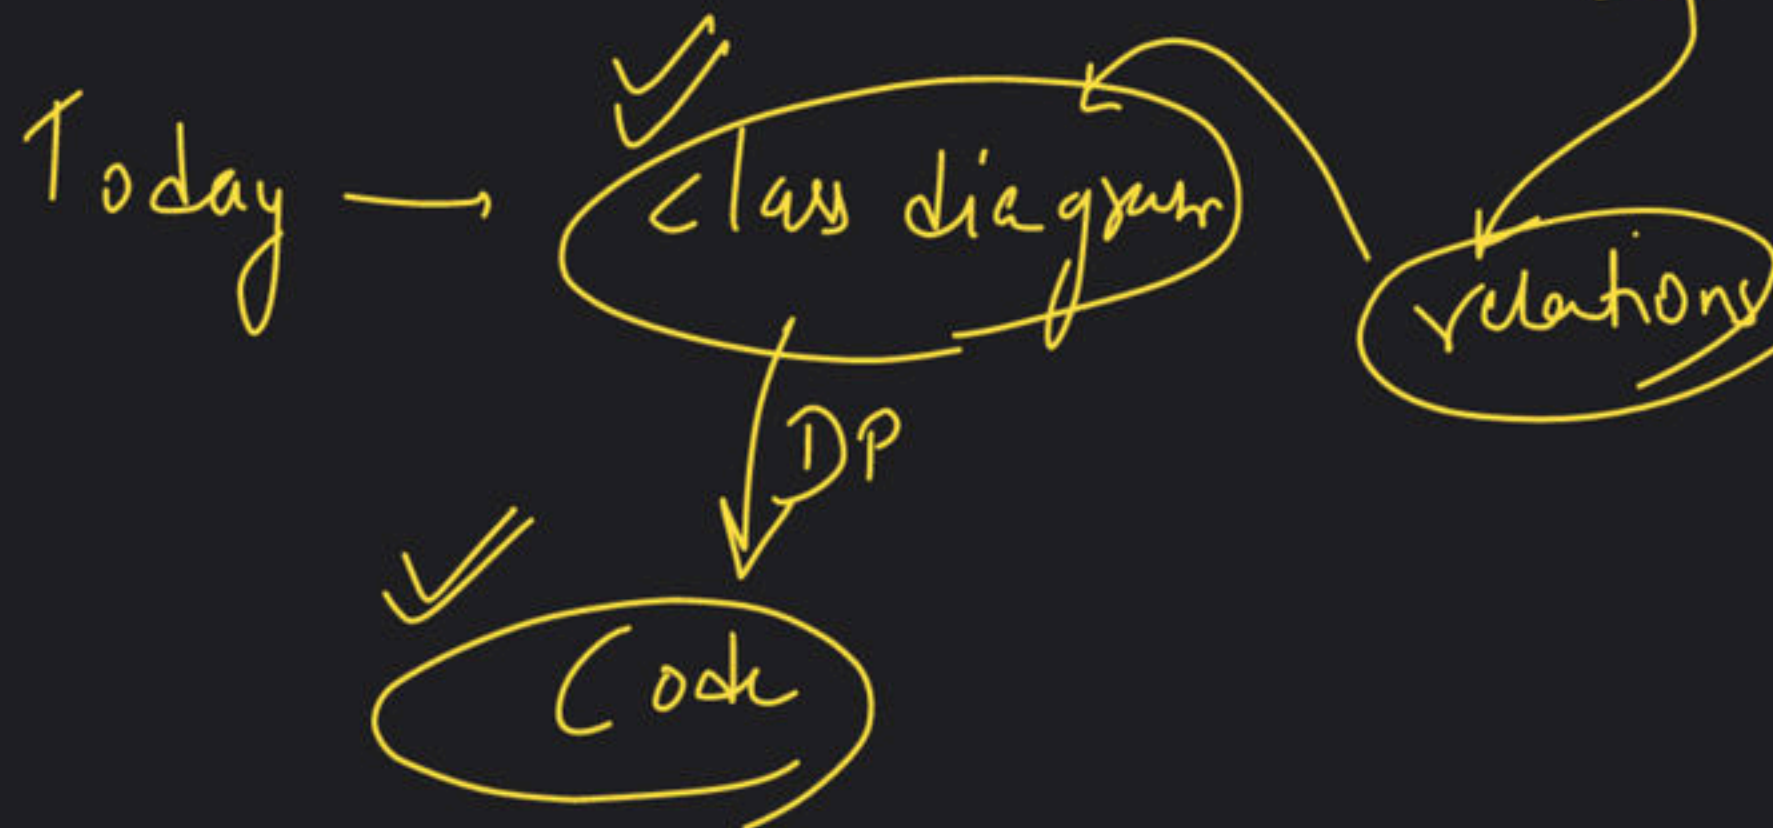 Today → class diagram
relations
DP
Code